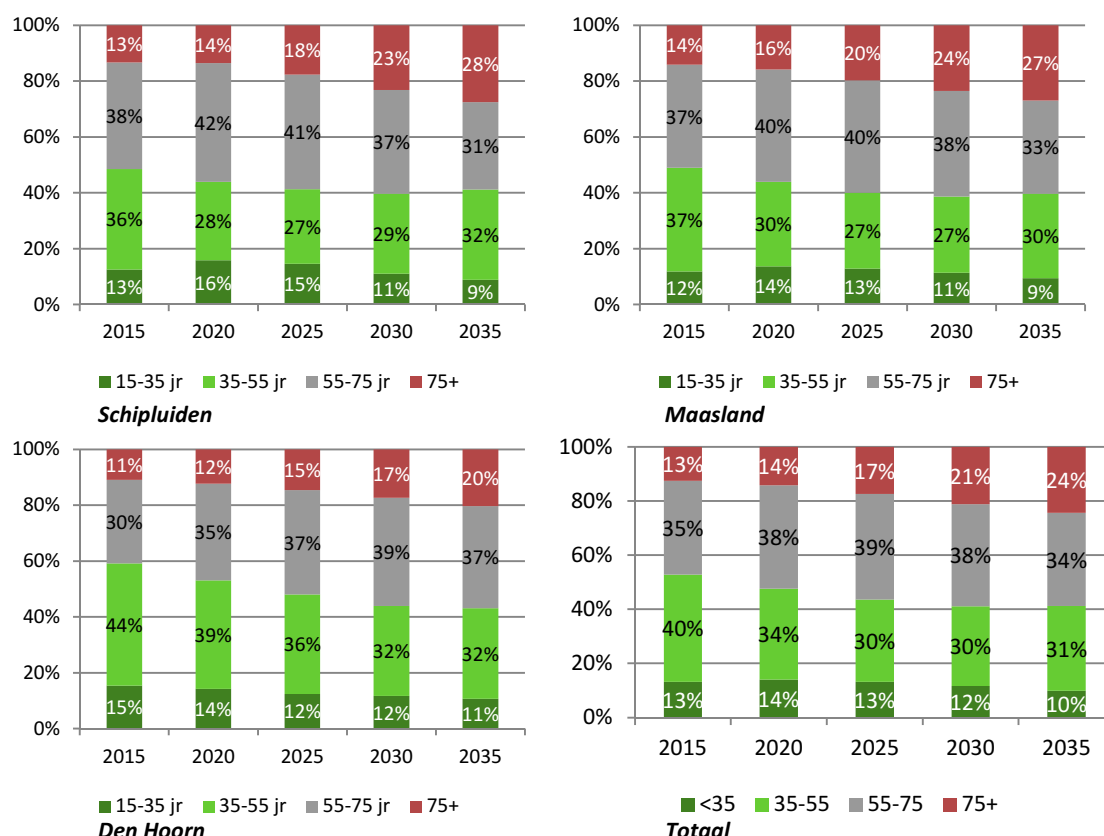 100%
80%
60%
40%
20%
0%
13% 14% 18% 23% 28%
38% 42% 41% 37% 31%
36% 28% 27% 29% 32%
13% 16% 15% 11% 9%
2015 2020 2025 2030 2035
15-35 jr 35-55 jr 55-75 jr 75+
Schipluiden
100%
80%
60%
40%
20%
0%
14% 16% 20% 24% 27%
37% 40% 40% 38% 33%
37% 30% 27% 27% 30%
12% 14% 13% 11% 9%
2015 2020 2025 2030 2035
15-35 jr 35-55 jr 55-75 jr 75+
Maasland
100%
80%
60%
40%
20%
0%
11% 12% 15% 17% 20%
30% 35% 37% 39% 37%
44% 39% 36% 32% 32%
15% 14% 12% 12% 11%
2015 2020 2025 2030 2035
15-35 jr 35-55 jr 55-75 jr 75+
Den Hoorn
100%
80%
60%
40%
20%
0%
13% 14% 17% 21% 24%
35% 38% 39% 38% 34%
40% 34% 30% 30% 31%
13% 14% 13% 12% 10%
2015 2020 2025 2030 2035
<35 35-55 55-75 75+
Totaal